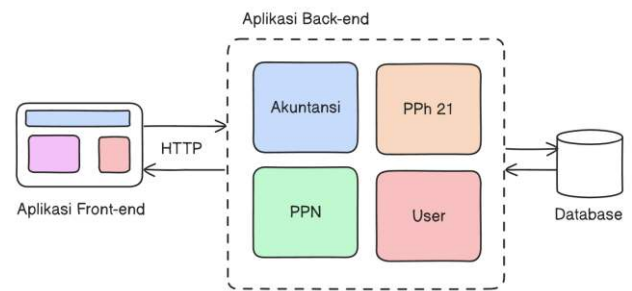 Aplikasi Back-end
Akuntansi
PPh 21
HTTP
PPN
User
Aplikasi Front-end
Database